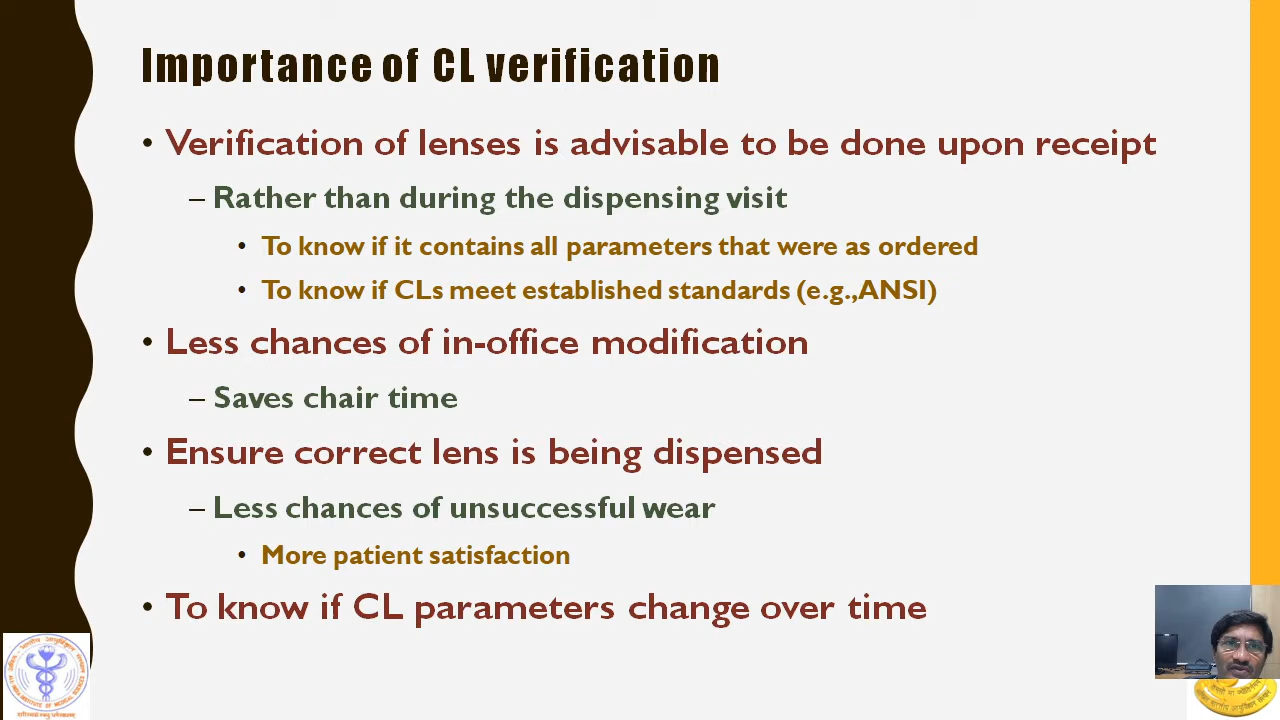 Importance of CL verification
• Verification of lenses is advisable to be done upon receipt
– Rather than during the dispensing visit
• To know if it contains all parameters that were as ordered
• To know if CLs meet established standards (e.g.,ANSI)
• Less chances of in-office modification
– Saves chair time
• Ensure correct lens is being dispensed
– Less chances of unsuccessful wear
• More patient satisfaction
• To know if CL parameters change over time